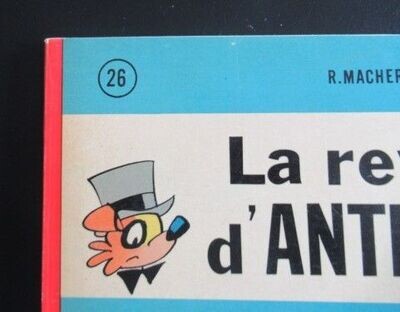 26
R.MACHER
La re
d'ANT